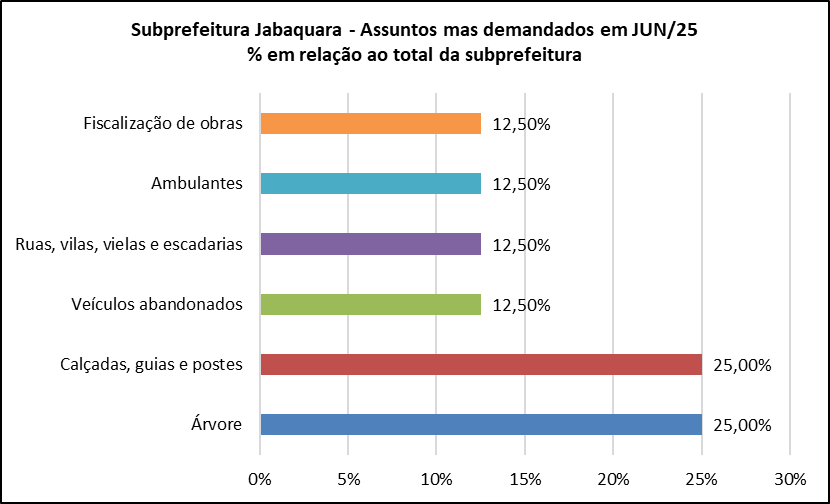 Subprefeitura Jabaquara - Assuntos mas demandados em JUN/25
% em relação ao total da subprefeitura
Fiscalização de obras 12,50%
Ambulantes 12,50%
Ruas, vilas, vielas e escadarias 12,50%
Veículos abandonados 12,50%
Calçadas, guias e postes 25,00%
Árvore 25,00%
0% 5% 10% 15% 20% 25% 30%